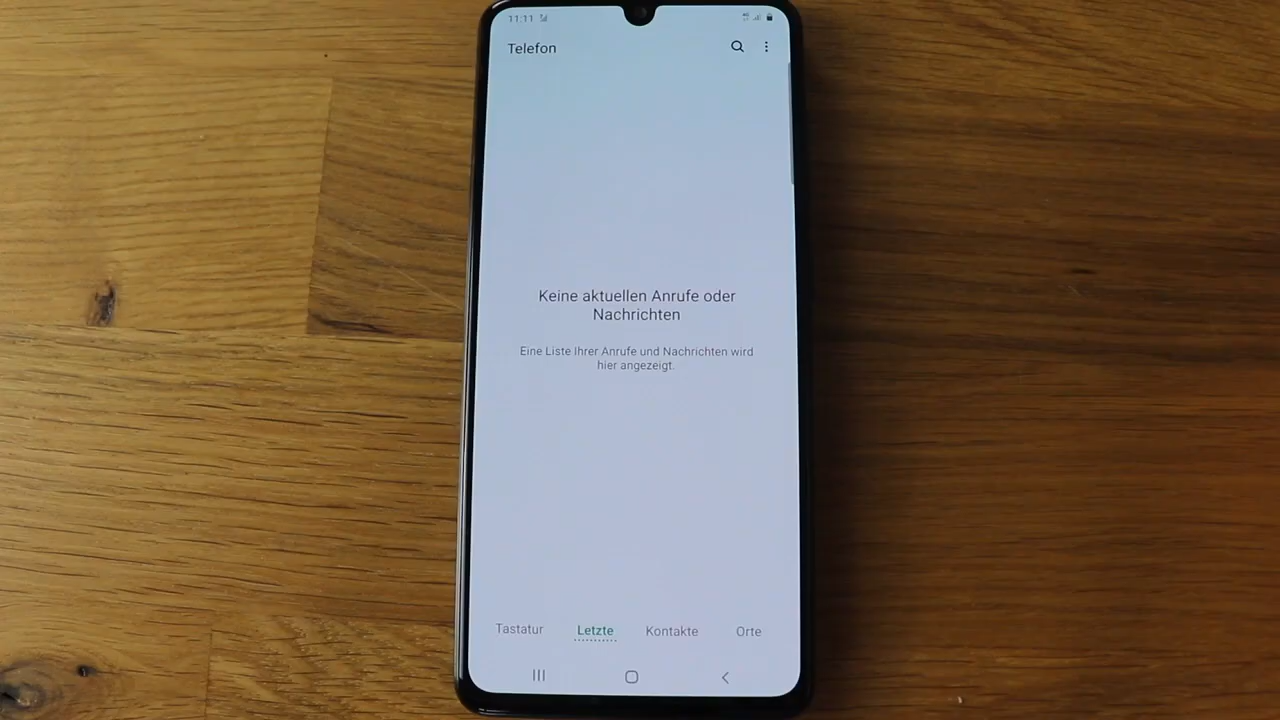 11:11
Telefon
Keine aktuellen Anrufe oder
Nachrichten
Eine Liste Ihrer Anrufe und Nachrichten wird
hier angezeigt.
Tastatur Letzte Kontakte Orte